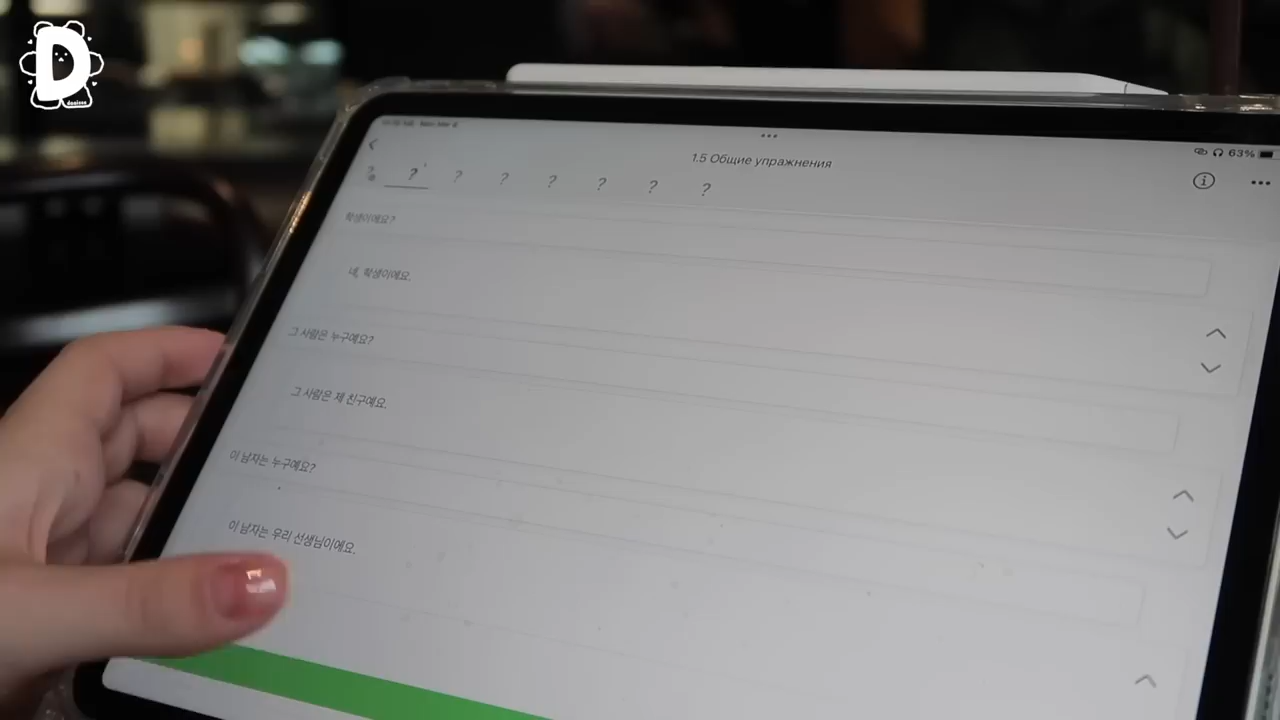 D
63%
1.5 Общие упражнения
? ? ? ? ? ? ? ?
학생이에요?
네, 학생이에요.
그 사람은 누구예요?
그 사람은 제 친구예요.
이 남자는 누구예요?
이 남자는 우리 선생님이에요.